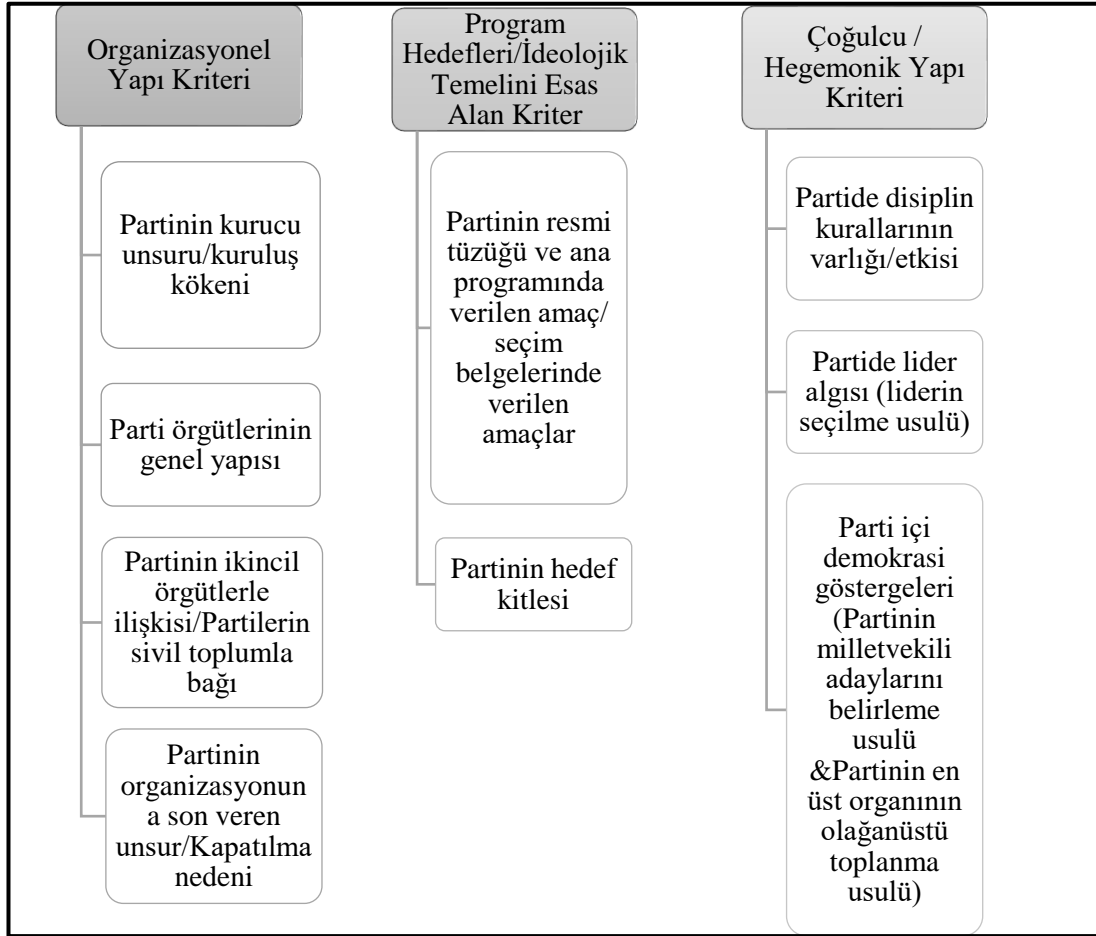 Organizasyonel
Yapı Kriteri
Partinin kurucu
unsuru/kuruluş
kökeni
Parti örgütlerinin
genel yapısı
Partinin ikincil
örgütlerle
ilişkisi/Partilerin
sivil toplumla
bağı
Partinin
organizasyonun
a son veren
unsur/Kapatılma
nedeni
Program
Hedefleri/İdeolojik
Temelini Esas
Alan Kriter
Partinin resmi
tüzüğü ve ana
programında
verilen amaç/
seçim
belgelerinde
verilen
amaçlar
Partinin hedef
kitlesi
Çoğulcu /
Hegemonik Yapı
Kriteri
Partide disiplin
kurallarının
varlığı/etkisi
Partide lider
algısı (liderin
seçilme usulü)
Parti içi
demokrasi
göstergeleri
(Partinin
milletvekili
adaylarını
belirleme
usulü
&Partinin en
üst organının
olağanüstü
toplanma
usulü)